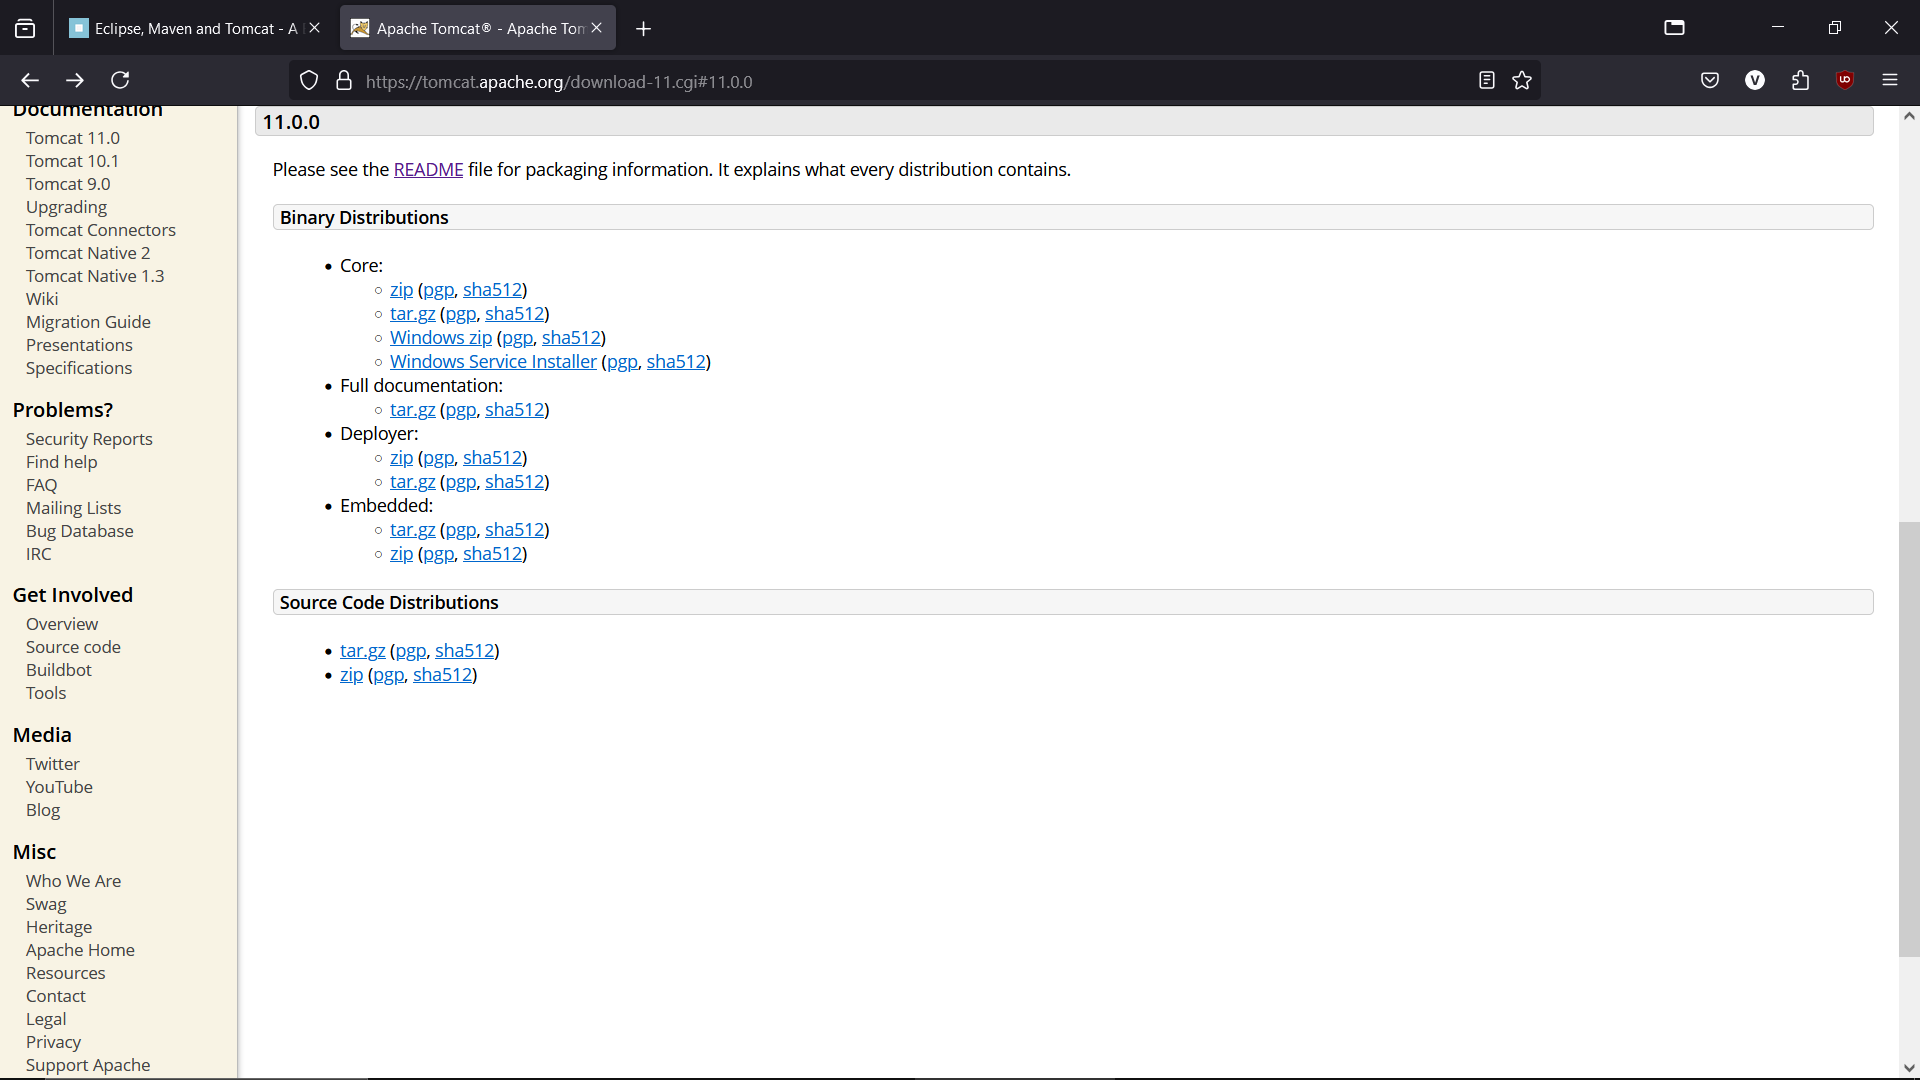 Eclipse, Maven and Tomcat - A
Apache Tomcat® - Apache Tom
https://tomcat.apache.org/download-11.cgi#11.0.0
Documentation
Tomcat 11.0
Tomcat 10.1
Tomcat 9.0
Upgrading
Tomcat Connectors
Tomcat Native 2
Tomcat Native 1.3
Wiki
Migration Guide
Presentations
Specifications
Problems?
Security Reports
Find help
FAQ
Mailing Lists
Bug Database
IRC
Get Involved
Overview
Source code
Buildbot
Tools
Media
Twitter
YouTube
Blog
Misc
Who We Are
Swag
Heritage
Apache Home
Resources
Contact
Legal
Privacy
Support Apache
11.0.0
Please see the README file for packaging information. It explains what every distribution contains.
Binary Distributions
Core:
zip (pgp, sha512)
tar.gz (pgp, sha512)
Windows zip (pgp, sha512)
Windows Service Installer (pgp, sha512)
Full documentation:
tar.gz (pgp, sha512)
Deployer:
zip (pgp, sha512)
tar.gz (pgp, sha512)
Embedded:
tar.gz (pgp, sha512)
zip (pgp, sha512)
Source Code Distributions
tar.gz (pgp, sha512)
zip (pgp, sha512)